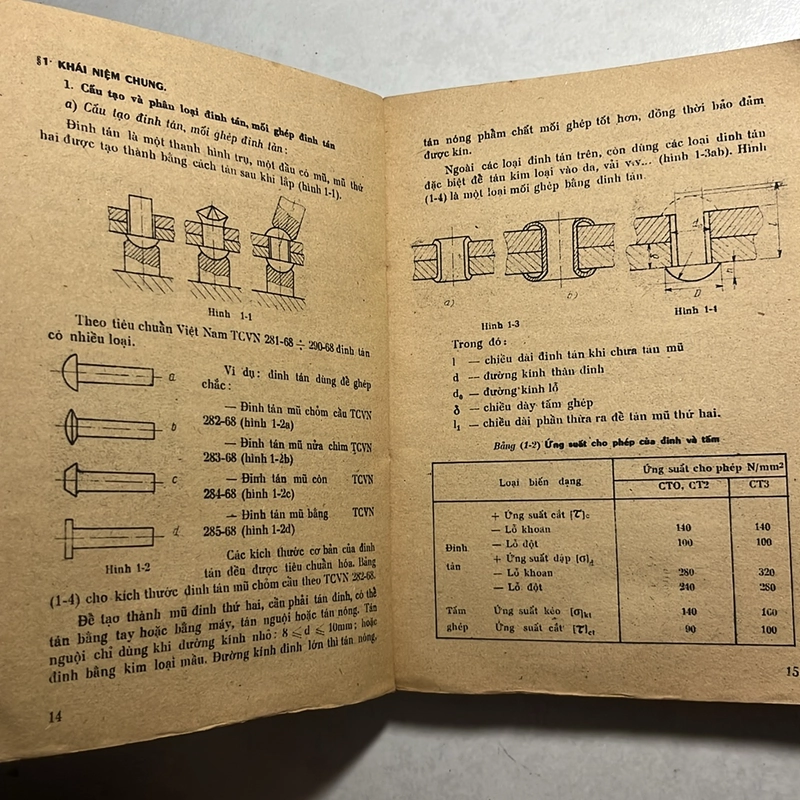 §1 KHÁI NIỆM CHUNG.
1. Cấu tạo và phân loại đinh tán, mối ghép đinh tán
a) Cấu tạo đinh tán, mối ghép đinh tán:
Đinh tán là một thanh hình trụ, một đầu có mũ, mũ thứ
hai được tạo thành bằng cách tán sau khi lắp (hình 1-1).
Hình 1-1
Theo tiêu chuẩn Việt Nam TCVN 281-68 ÷ 290-68 đinh tán
có nhiều loại.
Ví dụ: đinh tán dùng để ghép
chắc:
— Đinh tán mũ chỏm cầu TCVN
282-68 (hình 1-2a)
— Đinh tán mũ nửa chìm TCVN
283-68 (hình 1-2b)
— Đinh tán mũ côn TCVN
284-68 (hình 1-2c)
— Đinh tán mũ bằng TCVN
285-68 (hình 1-2d)
a
b
c
d
Hình 1-2
Các kích thước cơ bản của đinh
tán đều được tiêu chuẩn hóa. Bảng
(1-4) cho kích thước đinh tán mũ chỏm cầu theo TCVN 282-68.
Để tạo thành mũ đinh thứ hai, cần phải tán đinh, có thể
tán bằng tay hoặc bằng máy, tán nguội hoặc tán nóng. Tán
nguội chỉ dùng khi đường kính nhỏ: 8 ⩽ d ⩽ 10mm; hoặc
đinh bằng kim loại mầu. Đường kính đinh lớn thì tán nóng,
14
tán nóng phẩm chất mối ghép tốt hơn, đồng thời bảo đảm
được kín.
Ngoài các loại đinh tán trên, còn dùng các loại đinh tán
đặc biệt để tán kim loại vào da, vải v.v... (hình 1-3ab). Hình
(1-4) là một loại mối ghép bằng đinh tán.
a)
b)
D
Hình 1-3
Hình 1-4
Trong đó:
l — chiều dài đinh tán khi chưa tán mũ
d — đường kính thân đinh
d₀ — đường kính lỗ
δ — chiều dày tấm ghép
l₁ — chiều dài phần thừa ra để tán mũ thứ hai.
Bảng (1-2) Ứng suất cho phép của đinh và tấm
Loại biến dạng
Ứng suất cho phép N/mm²
CTO, CT2 CT3
Đinh tán
+ Ứng suất cắt [τ]c
— Lỗ khoan 140 140
— Lỗ đột 100 100
+ Ứng suất dập [σ]d
— Lỗ khoan 280 320
— Lỗ đột 240 280
Tấm ghép
Ứng suất kéo [σ]kt 140 160
Ứng suất cắt [τ]ct 90 100
15